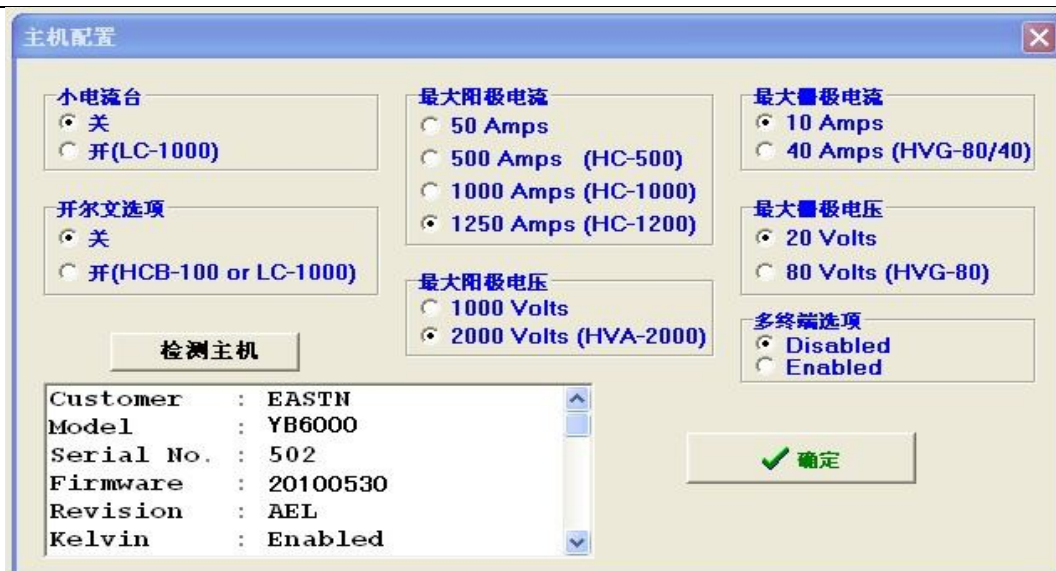 主机配置
小电流台
关
开(LC-1000)
开尔文选项
关
开(HCB-100 or LC-1000)
最大阳极电流
50 Amps
500 Amps (HC-500)
1000 Amps (HC-1000)
1250 Amps (HC-1200)
最大阳极电压
1000 Volts
2000 Volts (HVA-2000)
最大栅极电流
10 Amps
40 Amps (HVG-80/40)
最大栅极电压
20 Volts
80 Volts (HVG-80)
多终端选项
Disabled
Enabled
检测主机
Customer : EASTN
Model : YB6000
Serial No. : 502
Firmware : 20100530
Revision : AEL
Kelvin : Enabled
确定